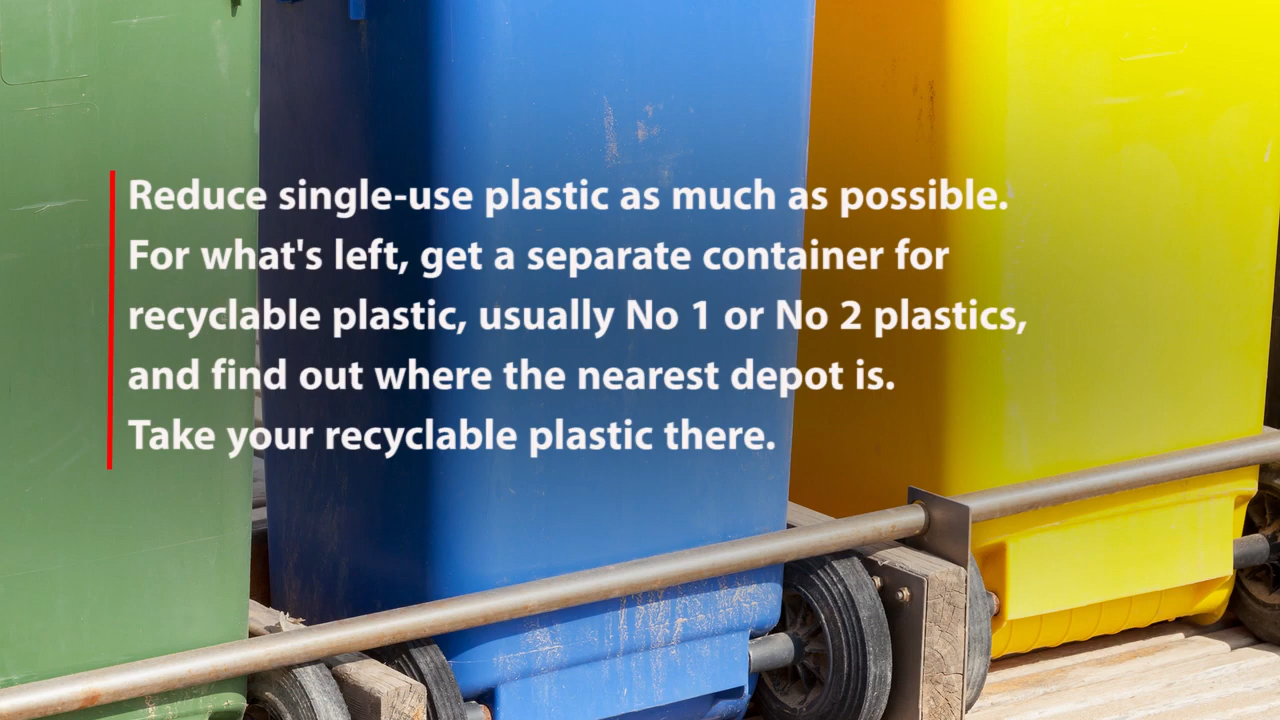 Reduce single-use plastic as much as possible.
For what's left, get a separate container for
recyclable plastic, usually No 1 or No 2 plastics,
and find out where the nearest depot is.
Take your recyclable plastic there.